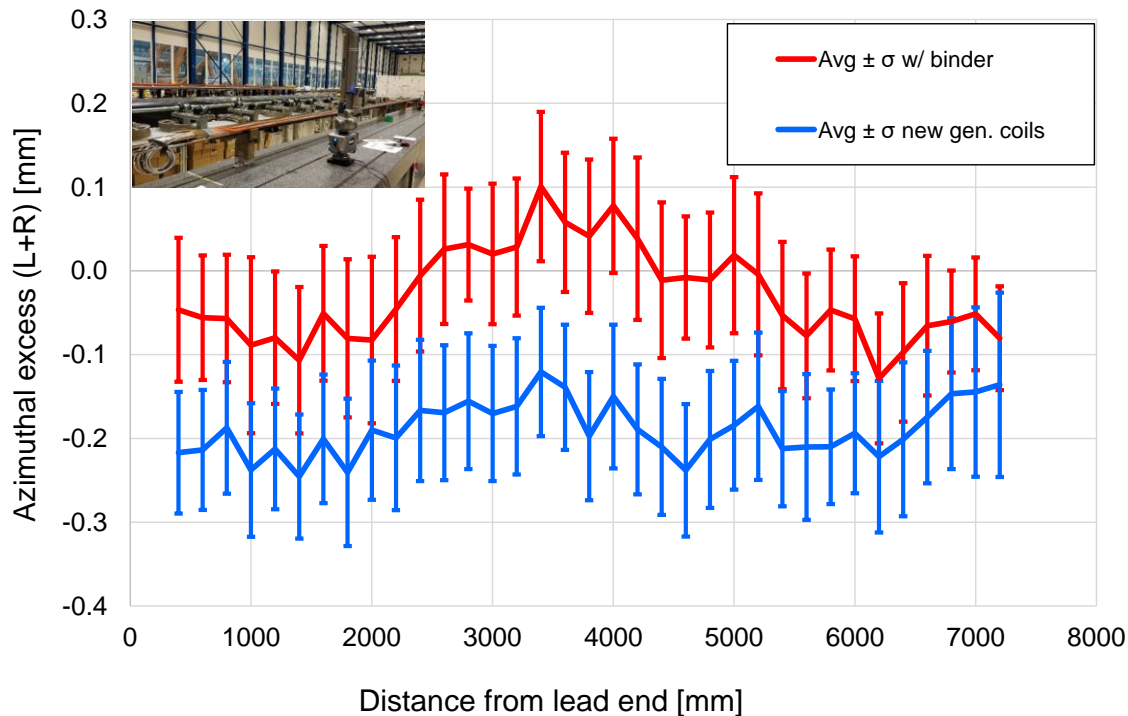 0.3
0.2
0.1
0.0
-0.1
-0.2
-0.3
-0.4
Azimuthal excess (L+R) [mm]
Avg ± σ w/ binder
Avg ± σ new gen. coils
0 1000 2000 3000 4000 5000 6000 7000 8000
Distance from lead end [mm]